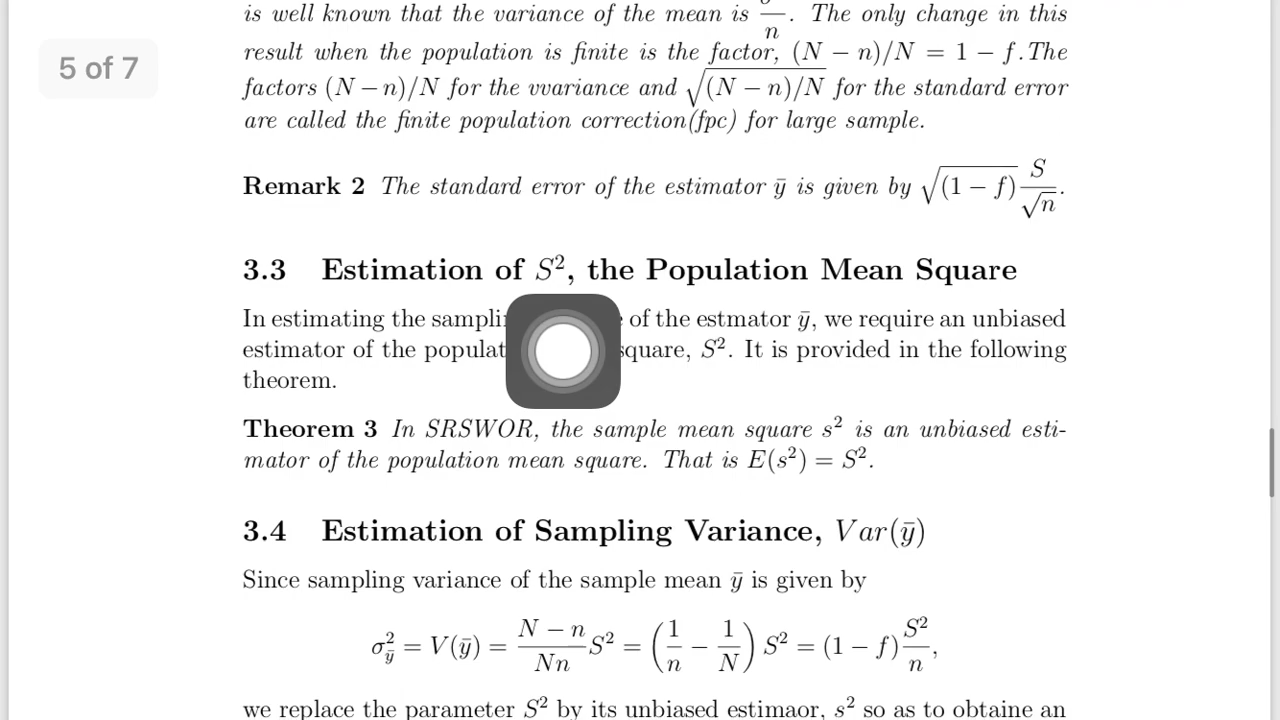 is well known that the variance of the mean is —/n. The only change in this
5 of 7
result when the population is finite is the factor, (N − n)/N = 1 − f.The
factors (N − n)/N for the vvariance and √(N − n)/N for the standard error
are called the finite population correction(fpc) for large sample.
Remark 2 The standard error of the estimator ȳ is given by √(1 − f) S/√n.
3.3 Estimation of S², the Population Mean Square
In estimating the of the estmator ȳ, we require an unbiased
estimator of the square, S². It is provided in the following
theorem.
Theorem 3 In SRSWOR, the sample mean square s² is an unbiased esti-
mator of the population mean square. That is E(s²) = S².
3.4 Estimation of Sampling Variance, Var(ȳ)
Since sampling variance of the sample mean ȳ is given by
σ²_ȳ = V(ȳ) = (N − n)/(Nn) S² = (1/n − 1/N) S² = (1 − f) S²/n,
we replace the parameter S² by its unbiased estimaor, s² so as to obtaine an